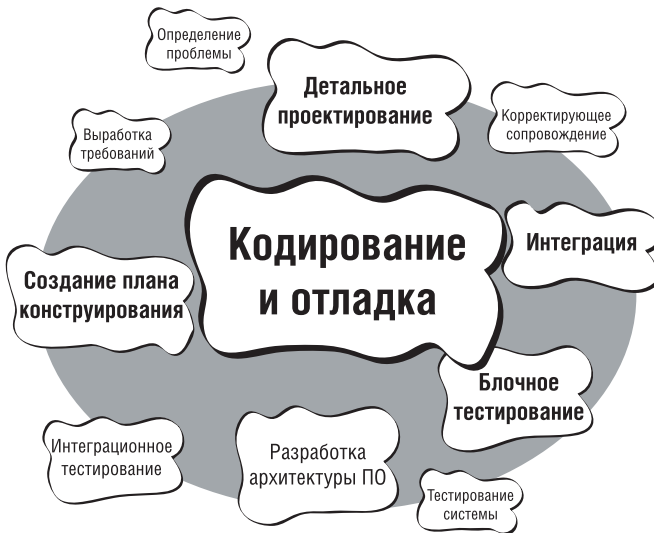 Определение
проблемы
Детальное
проектирование
Корректирующее
сопровождение
Выработка
требований
Кодирование
и отладка
Интеграция
Создание плана
конструирования
Блочное
тестирование
Интеграционное
тестирование
Разработка
архитектуры ПО
Тестирование
системы